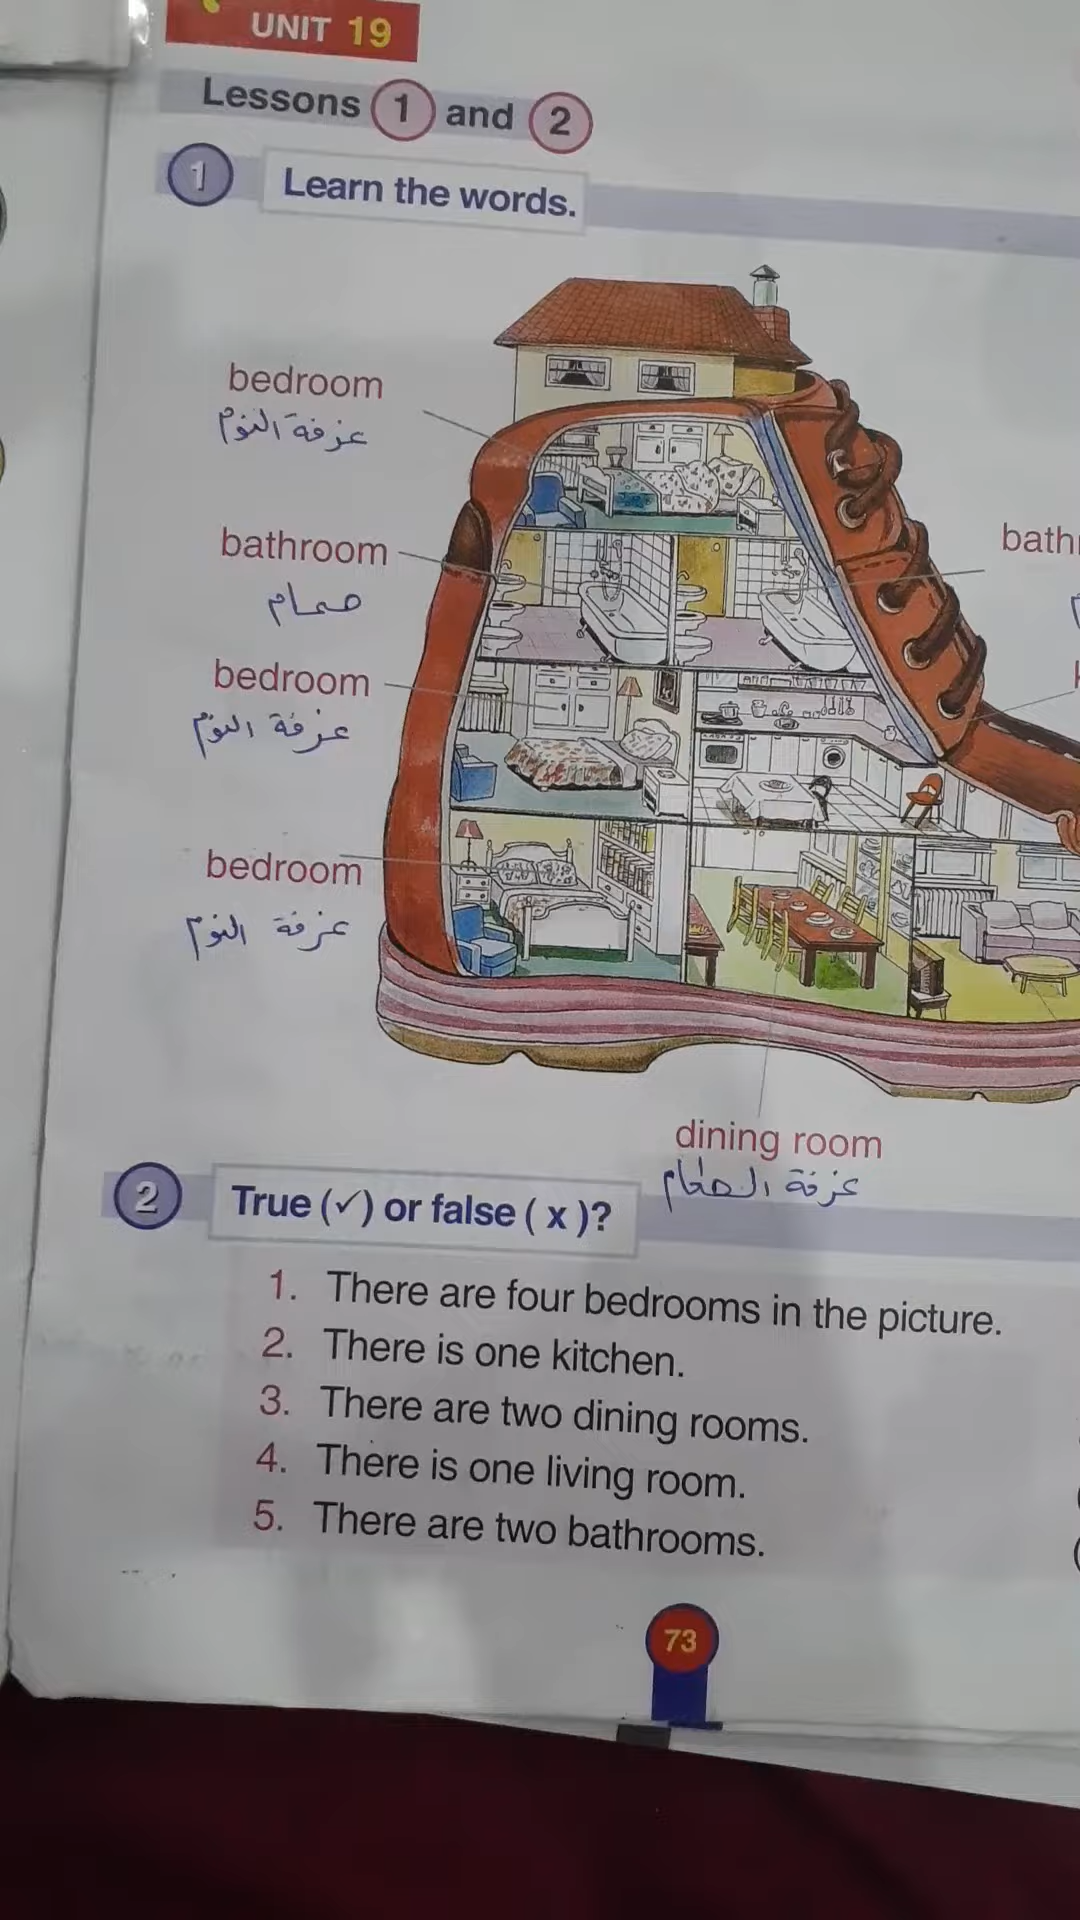 UNIT 19
Lessons 1 and 2
1 Learn the words.
bedroom
غرفة النوم
bathroom
حمام
bedroom
غرفة النوم
bedroom
غرفة النوم
dining room
غرفة الطعام
2 True (✓) or false ( x )?
1. There are four bedrooms in the picture.
2. There is one kitchen.
3. There are two dining rooms.
4. There is one living room.
5. There are two bathrooms.
73